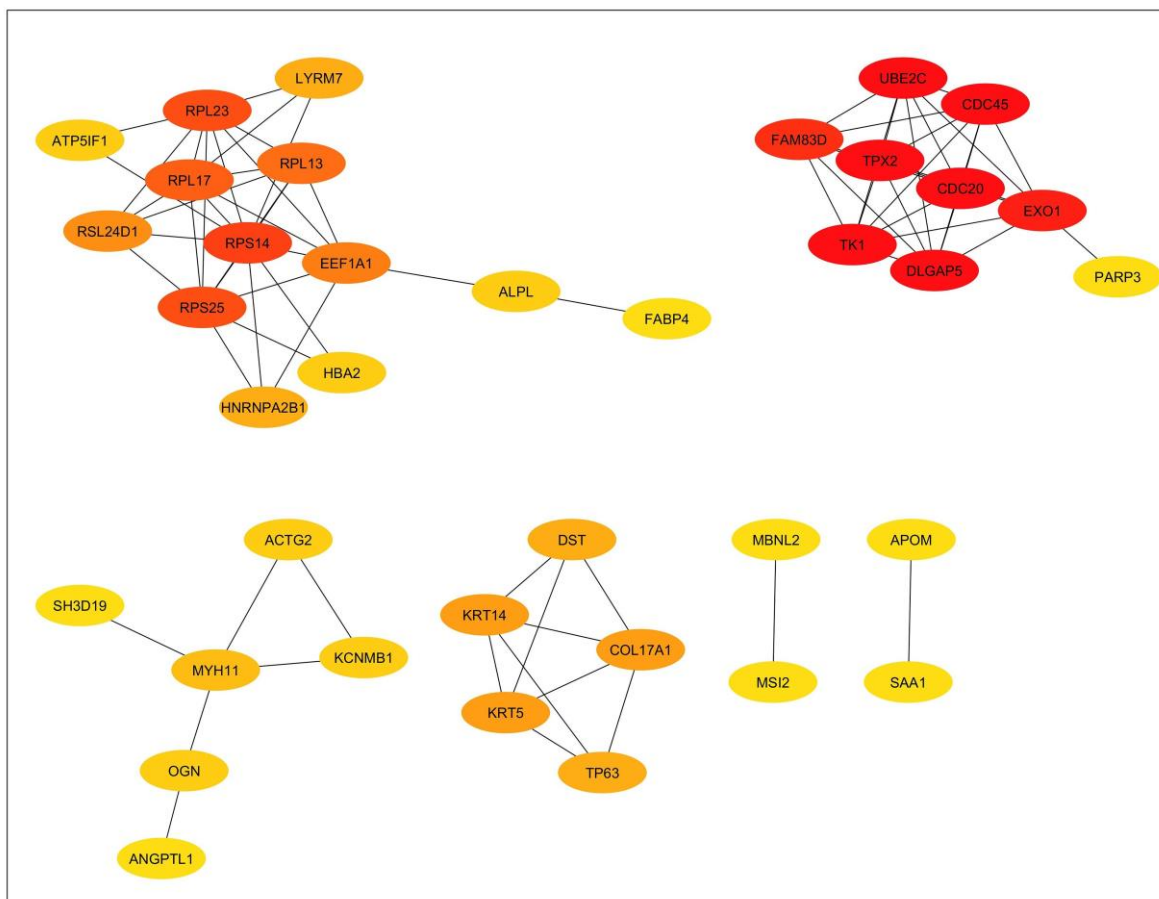 LYRM7
RPL23
ATP5IF1
RPL13
RPL17
RSL24D1
RPS14
EEF1A1
RPS25
ALPL
FABP4
HBA2
HNRNPA2B1
UBE2C
CDC45
FAM83D
TPX2
CDC20
EXO1
TK1
DLGAP5
PARP3
ACTG2
SH3D19
MYH11
KCNMB1
OGN
ANGPTL1
DST
KRT14
COL17A1
KRT5
TP63
MBNL2
MSI2
APOM
SAA1